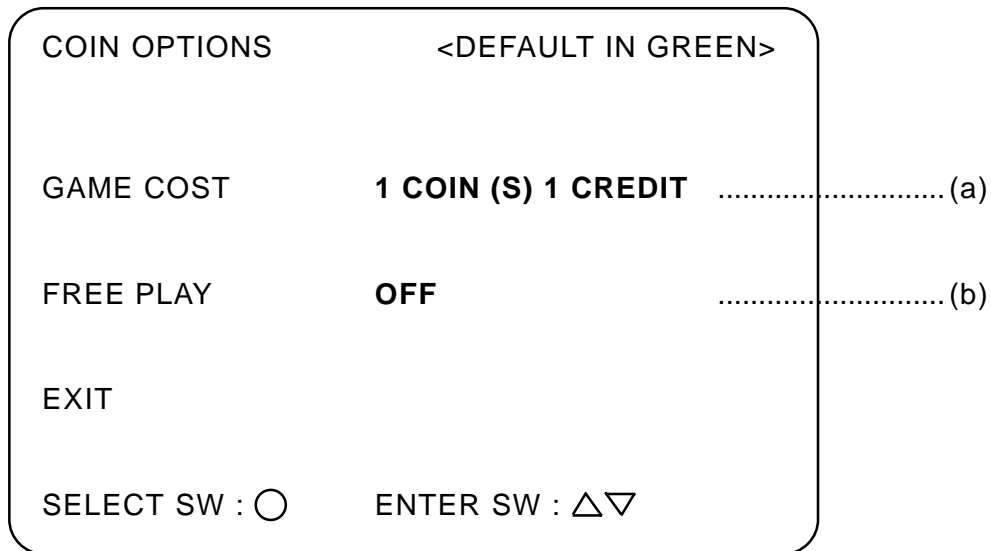 COIN OPTIONS <DEFAULT IN GREEN>
GAME COST 1 COIN (S) 1 CREDIT ............................ (a)
FREE PLAY OFF ............................ (b)
EXIT
SELECT SW : ○ ENTER SW : △▽